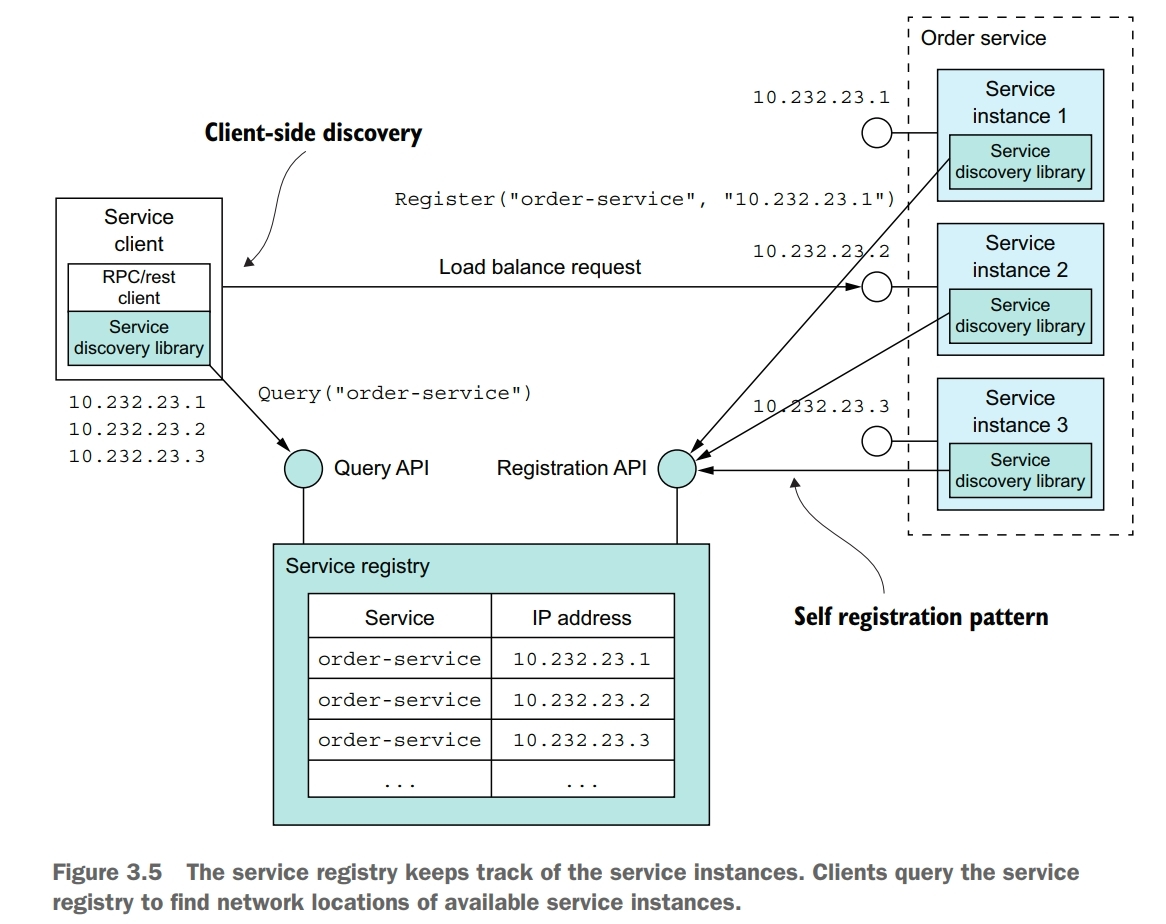 Order service
10.232.23.1
Service
instance 1
Service
discovery library
Client-side discovery
Register("order-service", "10.232.23.1")
Service
client
RPC/rest
client
Service
discovery library
10.232.23.1
10.232.23.2
10.232.23.3
Load balance request
10.232.23.2
Service
instance 2
Service
discovery library
Query("order-service")
10.232.23.3
Service
instance 3
Service
discovery library
Query API
Registration API
Self registration pattern
Service registry
Service IP address
order-service 10.232.23.1
order-service 10.232.23.2
order-service 10.232.23.3
... ...
Figure 3.5 The service registry keeps track of the service instances. Clients query the service
registry to find network locations of available service instances.